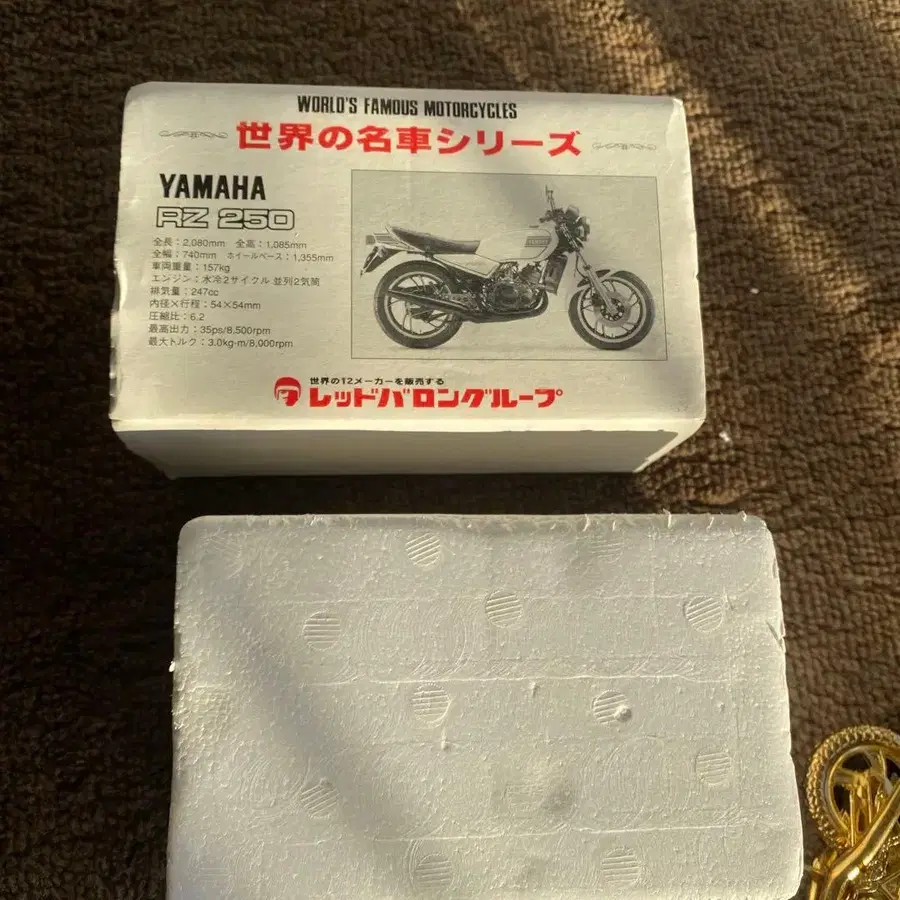 WORLD'S FAMOUS MOTORCYCLES
世界の名車シリーズ
YAMAHA
RZ 250
全長：2,080mm 全高：1,085mm
全幅：740mm ホイールベース：1,355mm
車両重量：157kg
エンジン：水冷2サイクル 並列2気筒
排気量：247cc
内径×行程：54×54mm
圧縮比：6.2
最高出力：35ps/8,500rpm
最大トルク：3.0kg-m/8,000rpm
世界の12メーカーを販売する
レッドバロングループ